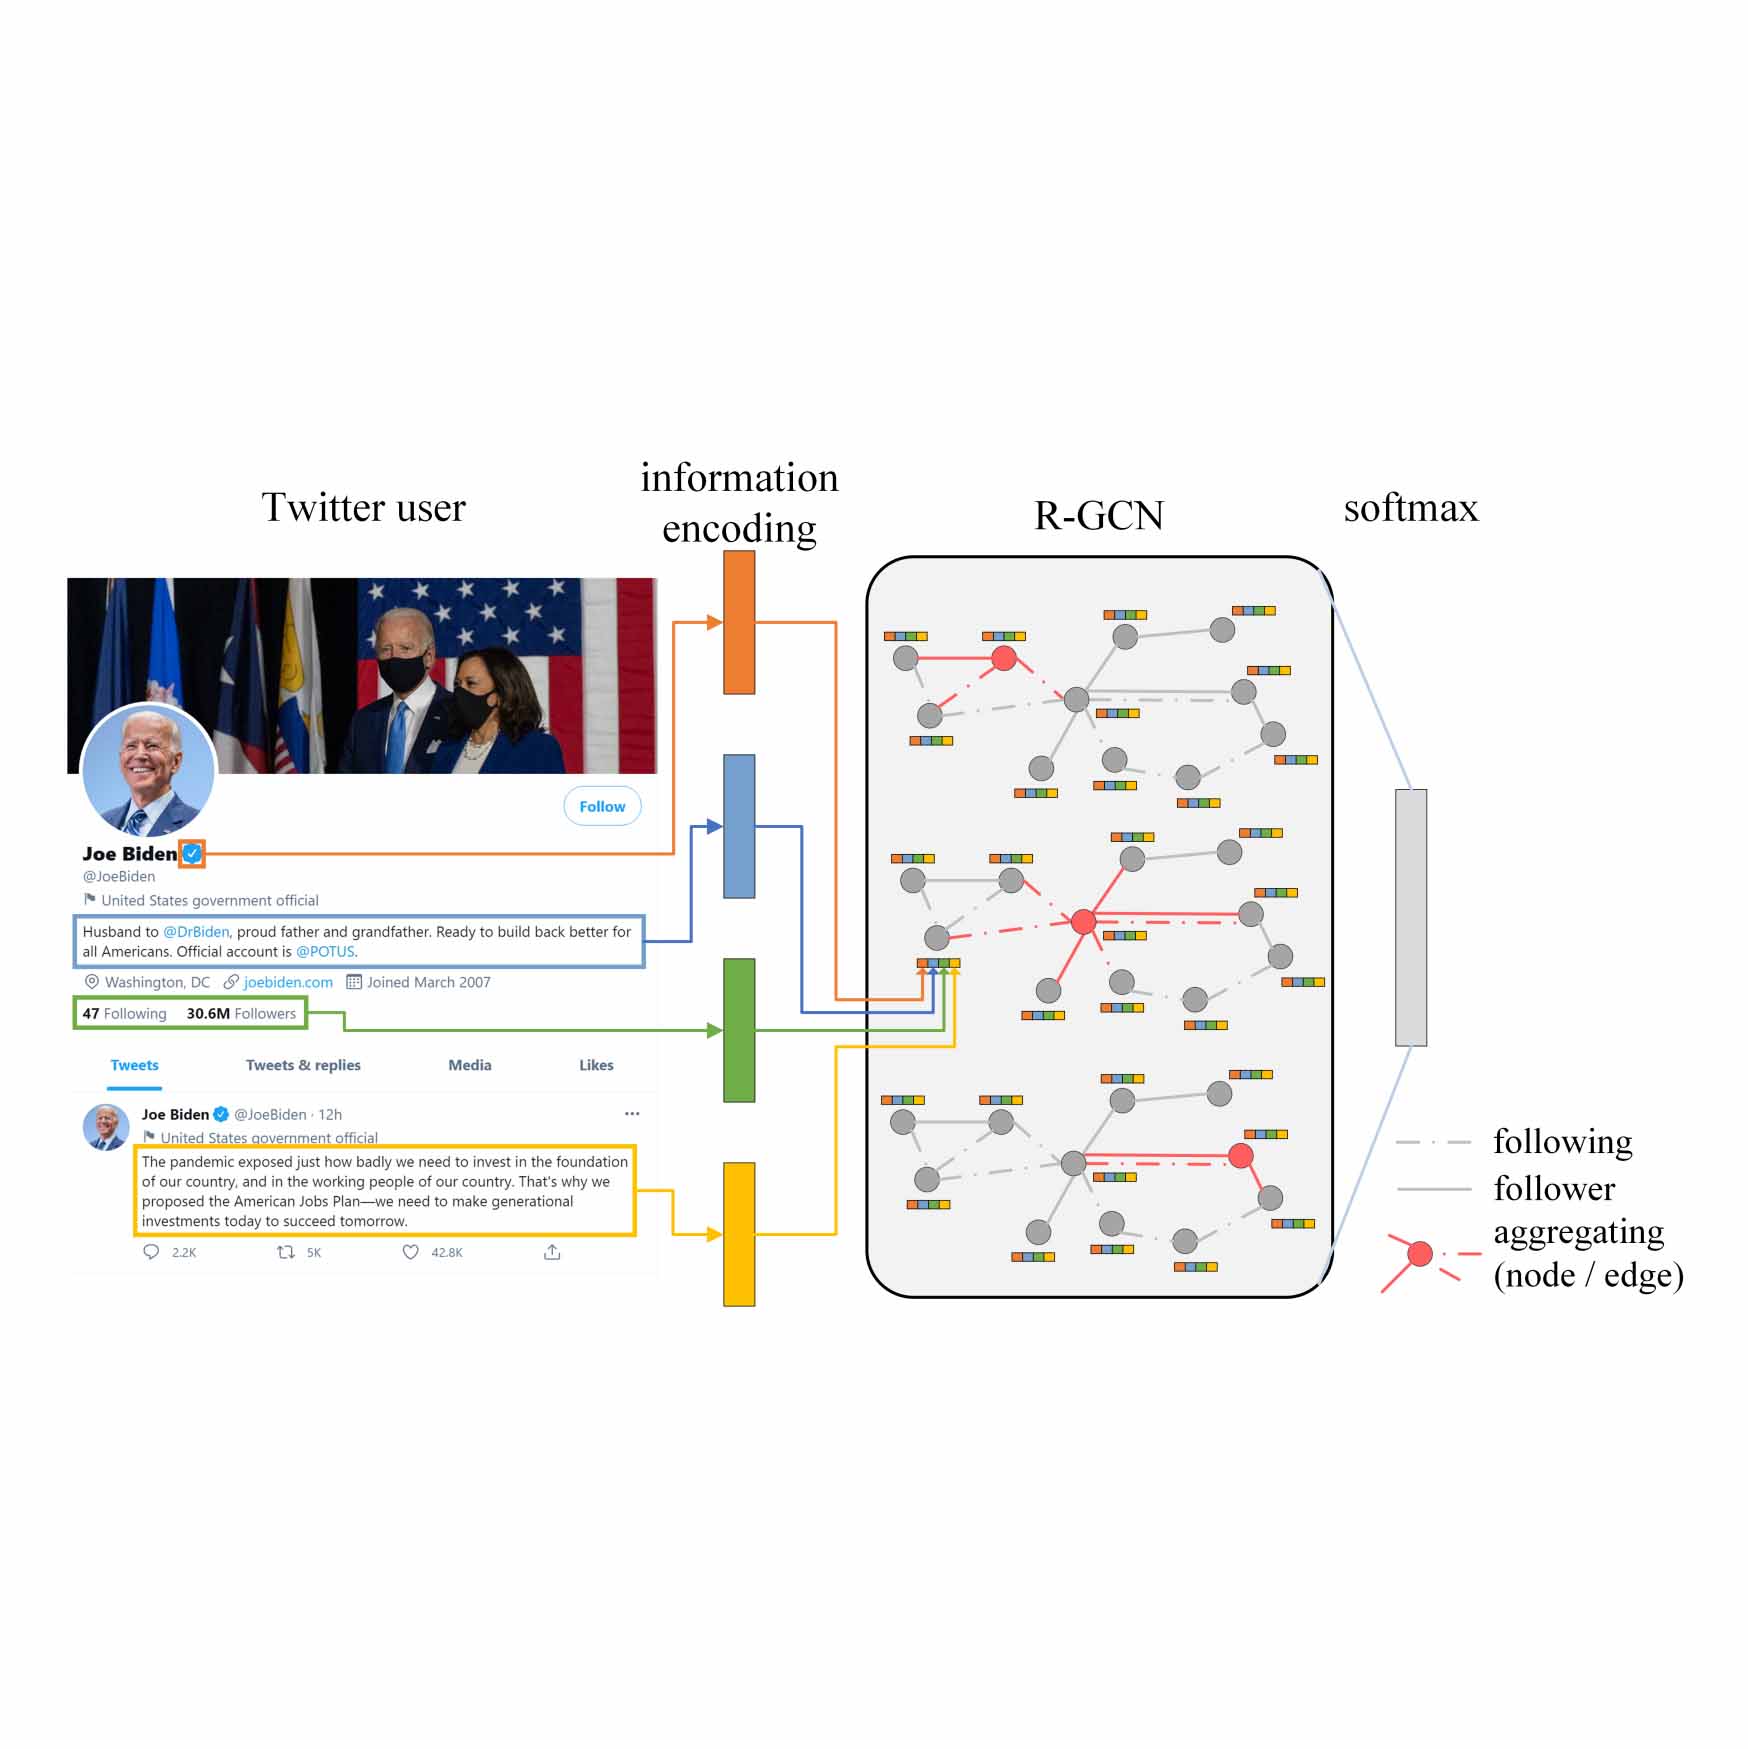 Twitter user
information
encoding
R-GCN
softmax
Follow
Joe Biden
@JoeBiden
United States government official
Husband to @DrBiden, proud father and grandfather. Ready to build back better for
all Americans. Official account is @POTUS.
Washington, DC joebiden.com Joined March 2007
47 Following 30.6M Followers
Tweets Tweets & replies Media Likes
Joe Biden @JoeBiden · 12h
United States government official
The pandemic exposed just how badly we need to invest in the foundation
of our country, and in the working people of our country. That's why we
proposed the American Jobs Plan—we need to make generational
investments today to succeed tomorrow.
2.2K 5K 42.8K
following
follower
aggregating
(node / edge)